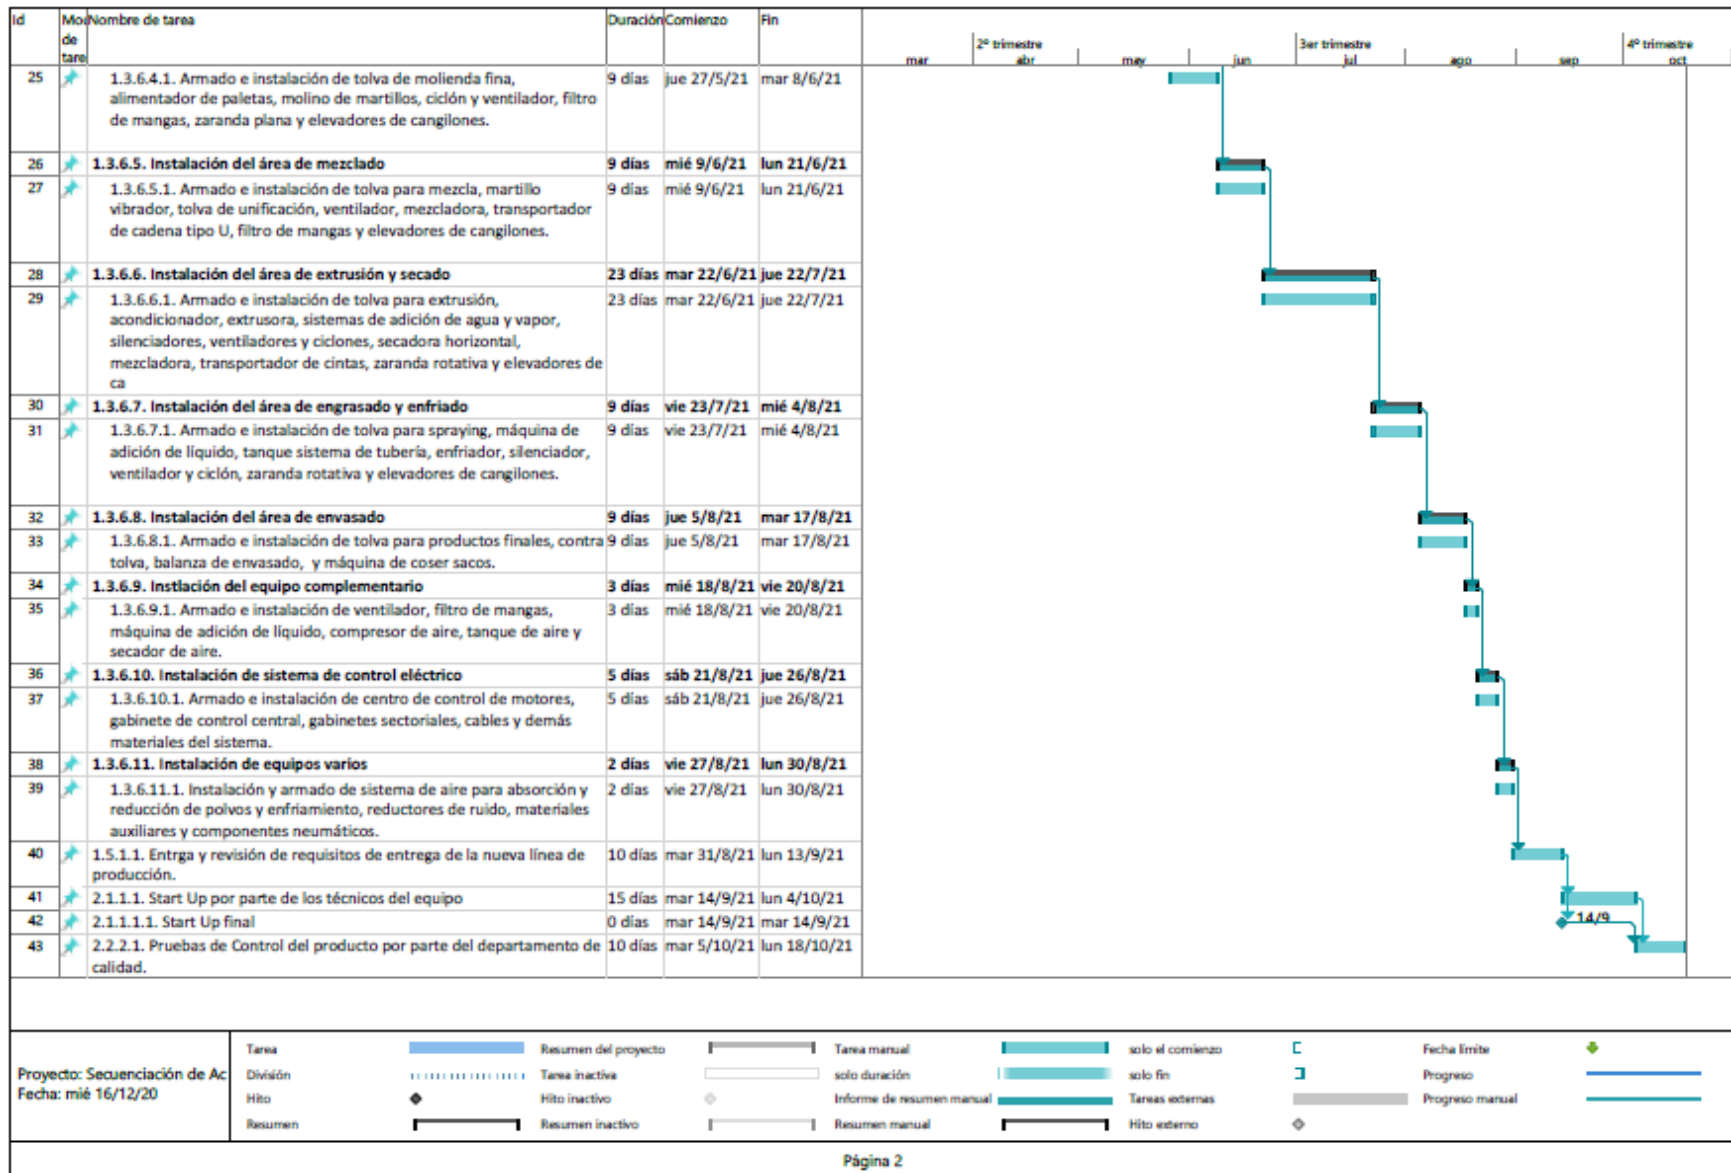 Id Mod Nombre de tarea Duración Comienzo Fin
de
tare
2º trimestre 3er trimestre 4º trimestre
mar abr may jun jul ago sep oct
25 1.3.6.4.1. Armado e instalación de tolva de molienda fina, 9 días jue 27/5/21 mar 8/6/21
alimentador de paletas, molino de martillos, ciclón y ventilador, filtro
de mangas, zaranda plana y elevadores de cangilones.
26 1.3.6.5. Instalación del área de mezclado 9 días mié 9/6/21 lun 21/6/21
27 1.3.6.5.1. Armado e instalación de tolva para mezcla, martillo 9 días mié 9/6/21 lun 21/6/21
vibrador, tolva de unificación, ventilador, mezcladora, transportador
de cadena tipo U, filtro de mangas y elevadores de cangilones.
28 1.3.6.6. Instalación del área de extrusión y secado 23 días mar 22/6/21 jue 22/7/21
29 1.3.6.6.1. Armado e instalación de tolva para extrusión, 23 días mar 22/6/21 jue 22/7/21
acondicionador, extrusora, sistemas de adición de agua y vapor,
silenciadores, ventiladores y ciclones, secadora horizontal,
mezcladora, transportador de cintas, zaranda rotativa y elevadores de
ca
30 1.3.6.7. Instalación del área de engrasado y enfriado 9 días vie 23/7/21 mié 4/8/21
31 1.3.6.7.1. Armado e instalación de tolva para spraying, máquina de 9 días vie 23/7/21 mié 4/8/21
adición de líquido, tanque sistema de tubería, enfriador, silenciador,
ventilador y ciclón, zaranda rotativa y elevadores de cangilones.
32 1.3.6.8. Instalación del área de envasado 9 días jue 5/8/21 mar 17/8/21
33 1.3.6.8.1. Armado e instalación de tolva para productos finales, contra 9 días jue 5/8/21 mar 17/8/21
tolva, balanza de envasado, y máquina de coser sacos.
34 1.3.6.9. Instlación del equipo complementario 3 días mié 18/8/21 vie 20/8/21
35 1.3.6.9.1. Armado e instalación de ventilador, filtro de mangas, 3 días mié 18/8/21 vie 20/8/21
máquina de adición de líquido, compresor de aire, tanque de aire y
secador de aire.
36 1.3.6.10. Instalación de sistema de control eléctrico 5 días sáb 21/8/21 jue 26/8/21
37 1.3.6.10.1. Armado e instalación de centro de control de motores, 5 días sáb 21/8/21 jue 26/8/21
gabinete de control central, gabinetes sectoriales, cables y demás
materiales del sistema.
38 1.3.6.11. Instalación de equipos varios 2 días vie 27/8/21 lun 30/8/21
39 1.3.6.11.1. Instalación y armado de sistema de aire para absorción y 2 días vie 27/8/21 lun 30/8/21
reducción de polvos y enfriamiento, reductores de ruido, materiales
auxiliares y componentes neumáticos.
40 1.5.1.1. Entrga y revisión de requisitos de entrega de la nueva línea de 10 días mar 31/8/21 lun 13/9/21
producción.
41 2.1.1.1. Start Up por parte de los técnicos del equipo 15 días mar 14/9/21 lun 4/10/21
42 2.1.1.1.1. Start Up final 0 días mar 14/9/21 mar 14/9/21 14/9
43 2.2.2.1. Pruebas de Control del producto por parte del departamento de 10 días mar 5/10/21 lun 18/10/21
calidad.
Proyecto: Secuenciación de Ac
Fecha: mié 16/12/20
Tarea Resumen del proyecto Tarea manual solo el comienzo Fecha límite
División Tarea inactiva solo duración solo fin Progreso
Hito Hito inactivo Informe de resumen manual Tareas externas Progreso manual
Resumen Resumen inactivo Resumen manual Hito externo
Página 2